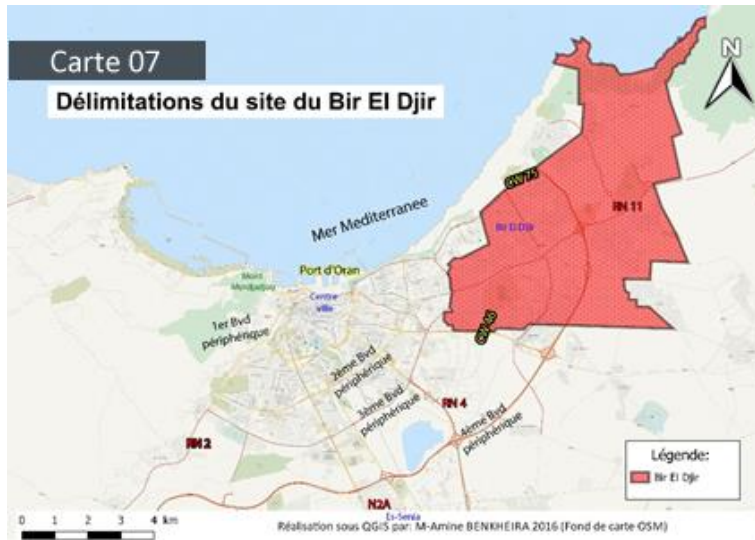 Carte 07
Délimitations du site du Bir El Djir
N
CW 75
RN 11
Mer Mediterranee
Bir El Djir
Port d'Oran
Mont
Centre
ville
1er Bvd
périphérique
2ème Bvd
périphérique
3ème Bvd
périphérique
RN 4
4ème Bvd
périphérique
RN 2
N2A
Es-Senia
Légende:
Bir El Djir
0 1 2 3 4 km
Réalisation sous QGIS par: M-Amine BENKHEIRA 2016 (Fond de carte OSM)